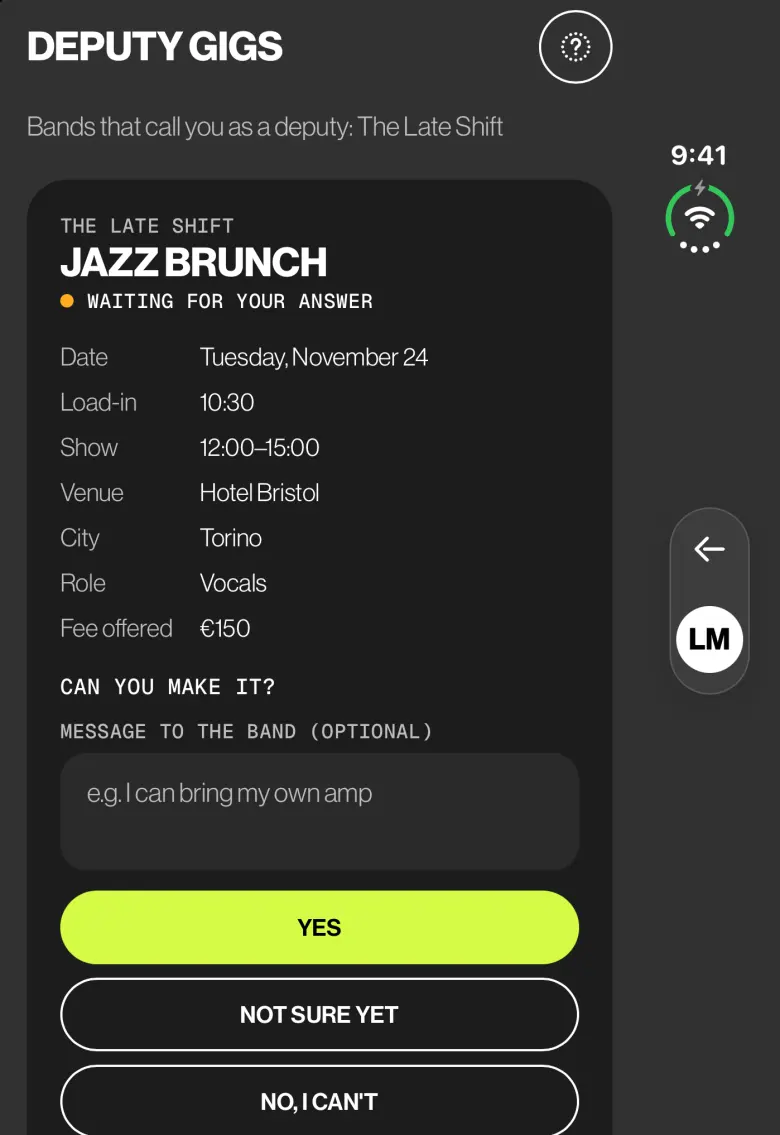 DEPUTY GIGS
?
Bands that call you as a deputy: The Late Shift
9:41
THE LATE SHIFT
JAZZ BRUNCH
WAITING FOR YOUR ANSWER
Date Tuesday, November 24
Load-in 10:30
Show 12:00–15:00
Venue Hotel Bristol
City Torino
Role Vocals
Fee offered €150
LM
CAN YOU MAKE IT?
MESSAGE TO THE BAND (OPTIONAL)
e.g. I can bring my own amp
YES
NOT SURE YET
NO, I CAN'T